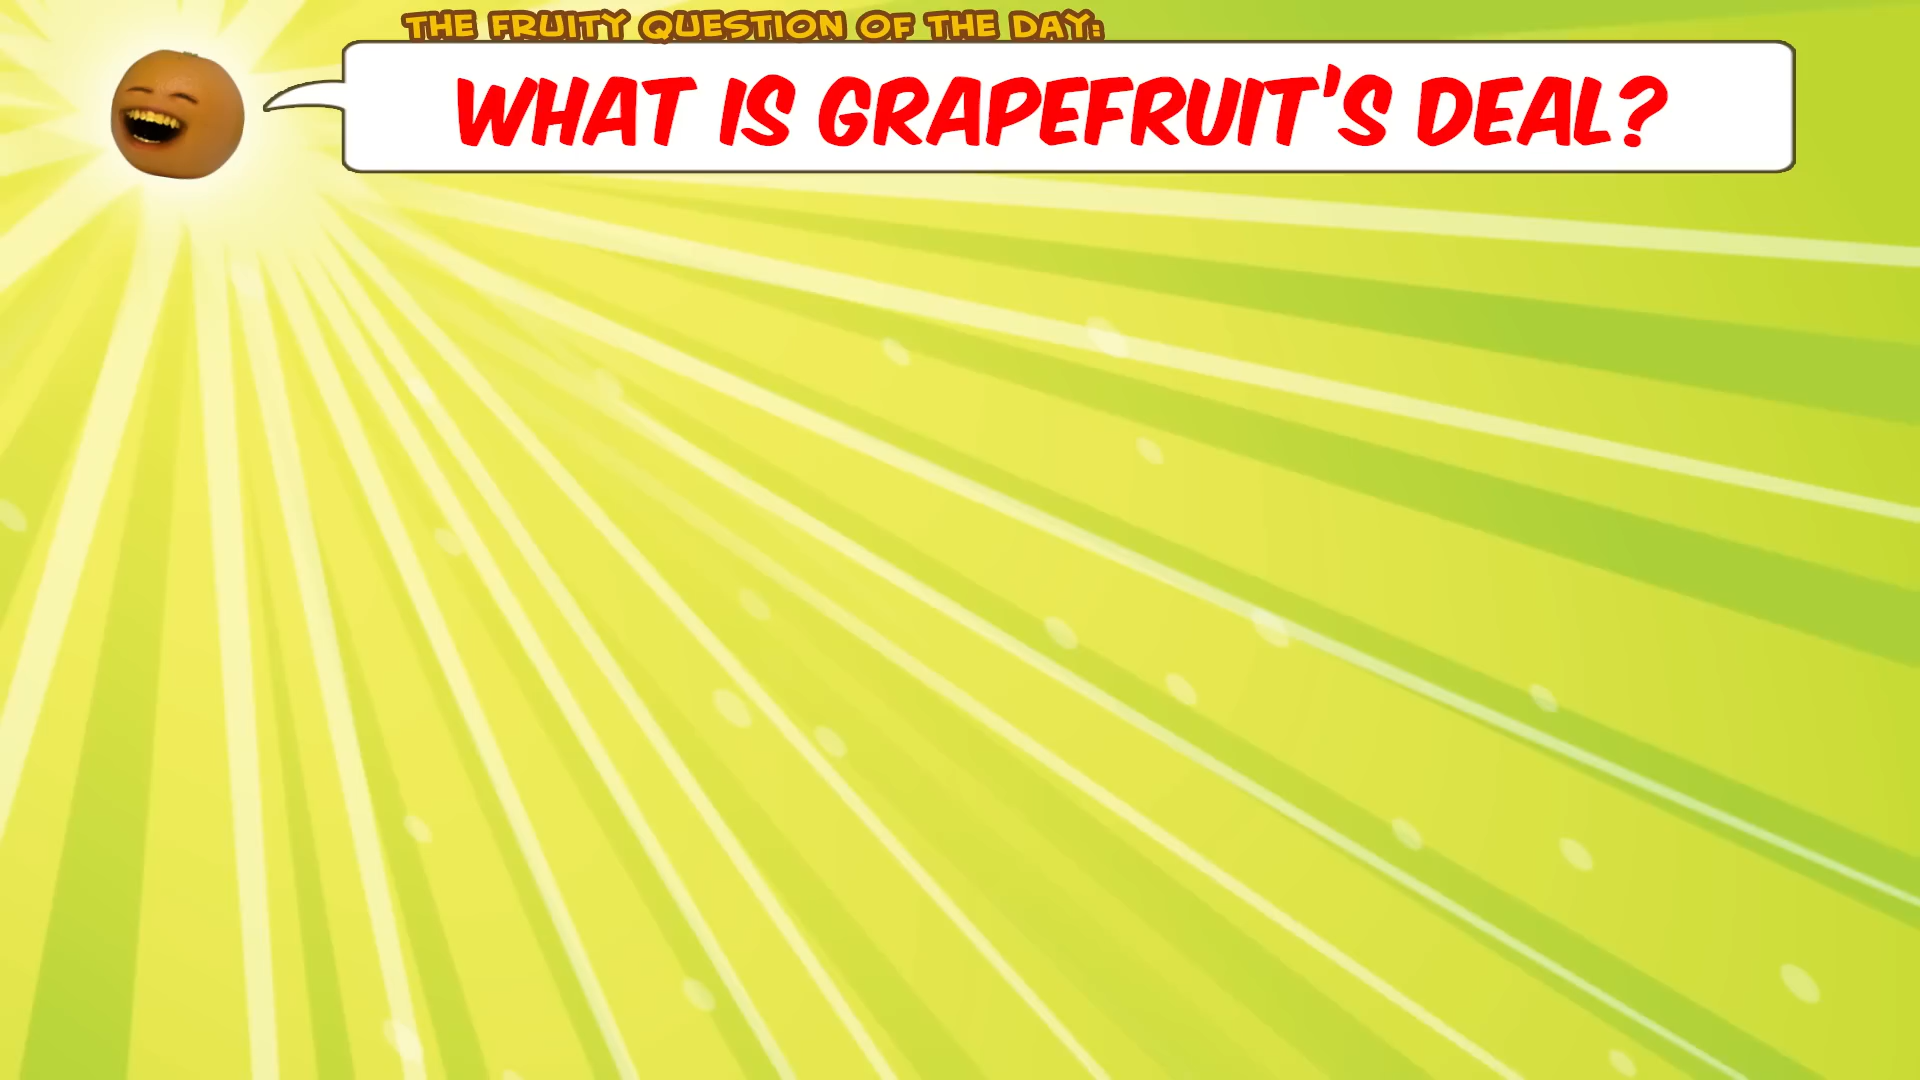 THE FRUITY QUESTION OF THE DAY:
WHAT IS GRAPEFRUIT'S DEAL?